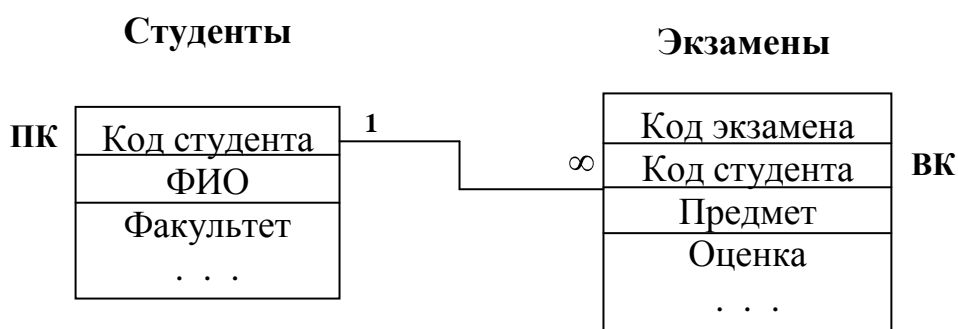 Студенты
ПК
Код студента
ФИО
Факультет
. . .
1
∞
Экзамены
Код экзамена
Код студента
Предмет
Оценка
. . .
ВК